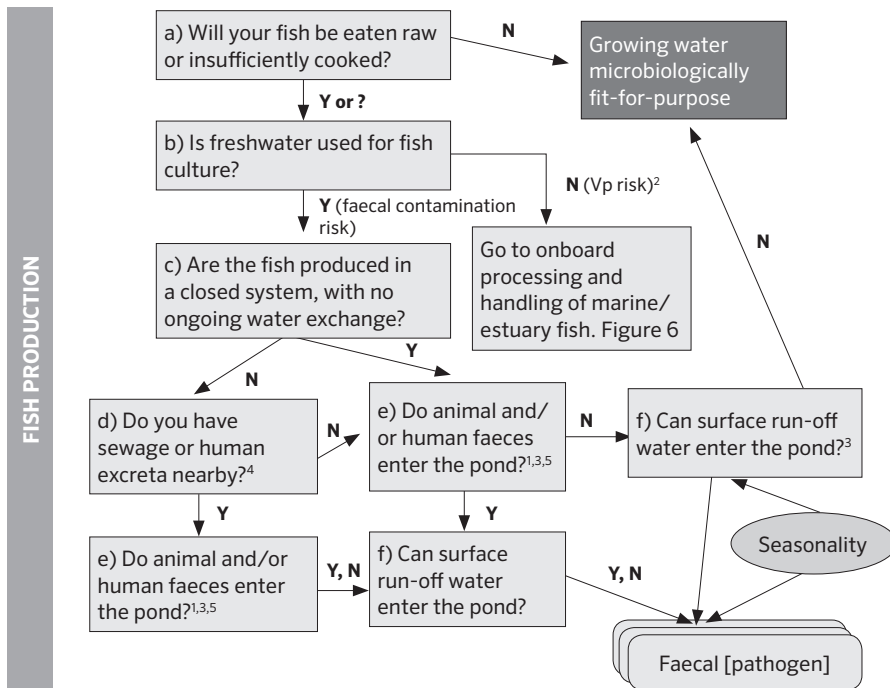 FISH PRODUCTION
a) Will your fish be eaten raw
or insufficiently cooked?
N
Growing water
microbiologically
fit-for-purpose
Y or ?
b) Is freshwater used for fish
culture?
N (Vp risk)²
Y (faecal contamination
risk)
Go to onboard
processing and
handling of marine/
estuary fish. Figure 6
N
c) Are the fish produced in
a closed system, with no
ongoing water exchange?
Y
N
d) Do you have
sewage or human
excreta nearby?⁴
N
e) Do animal and/
or human faeces
enter the pond?¹,³,⁵
N
f) Can surface run-off
water enter the pond?³
Y
Y
Seasonality
e) Do animal and/or
human faeces enter
the pond?¹,³,⁵
Y, N
f) Can surface
run-off water
enter the pond?
Y, N
Faecal [pathogen]